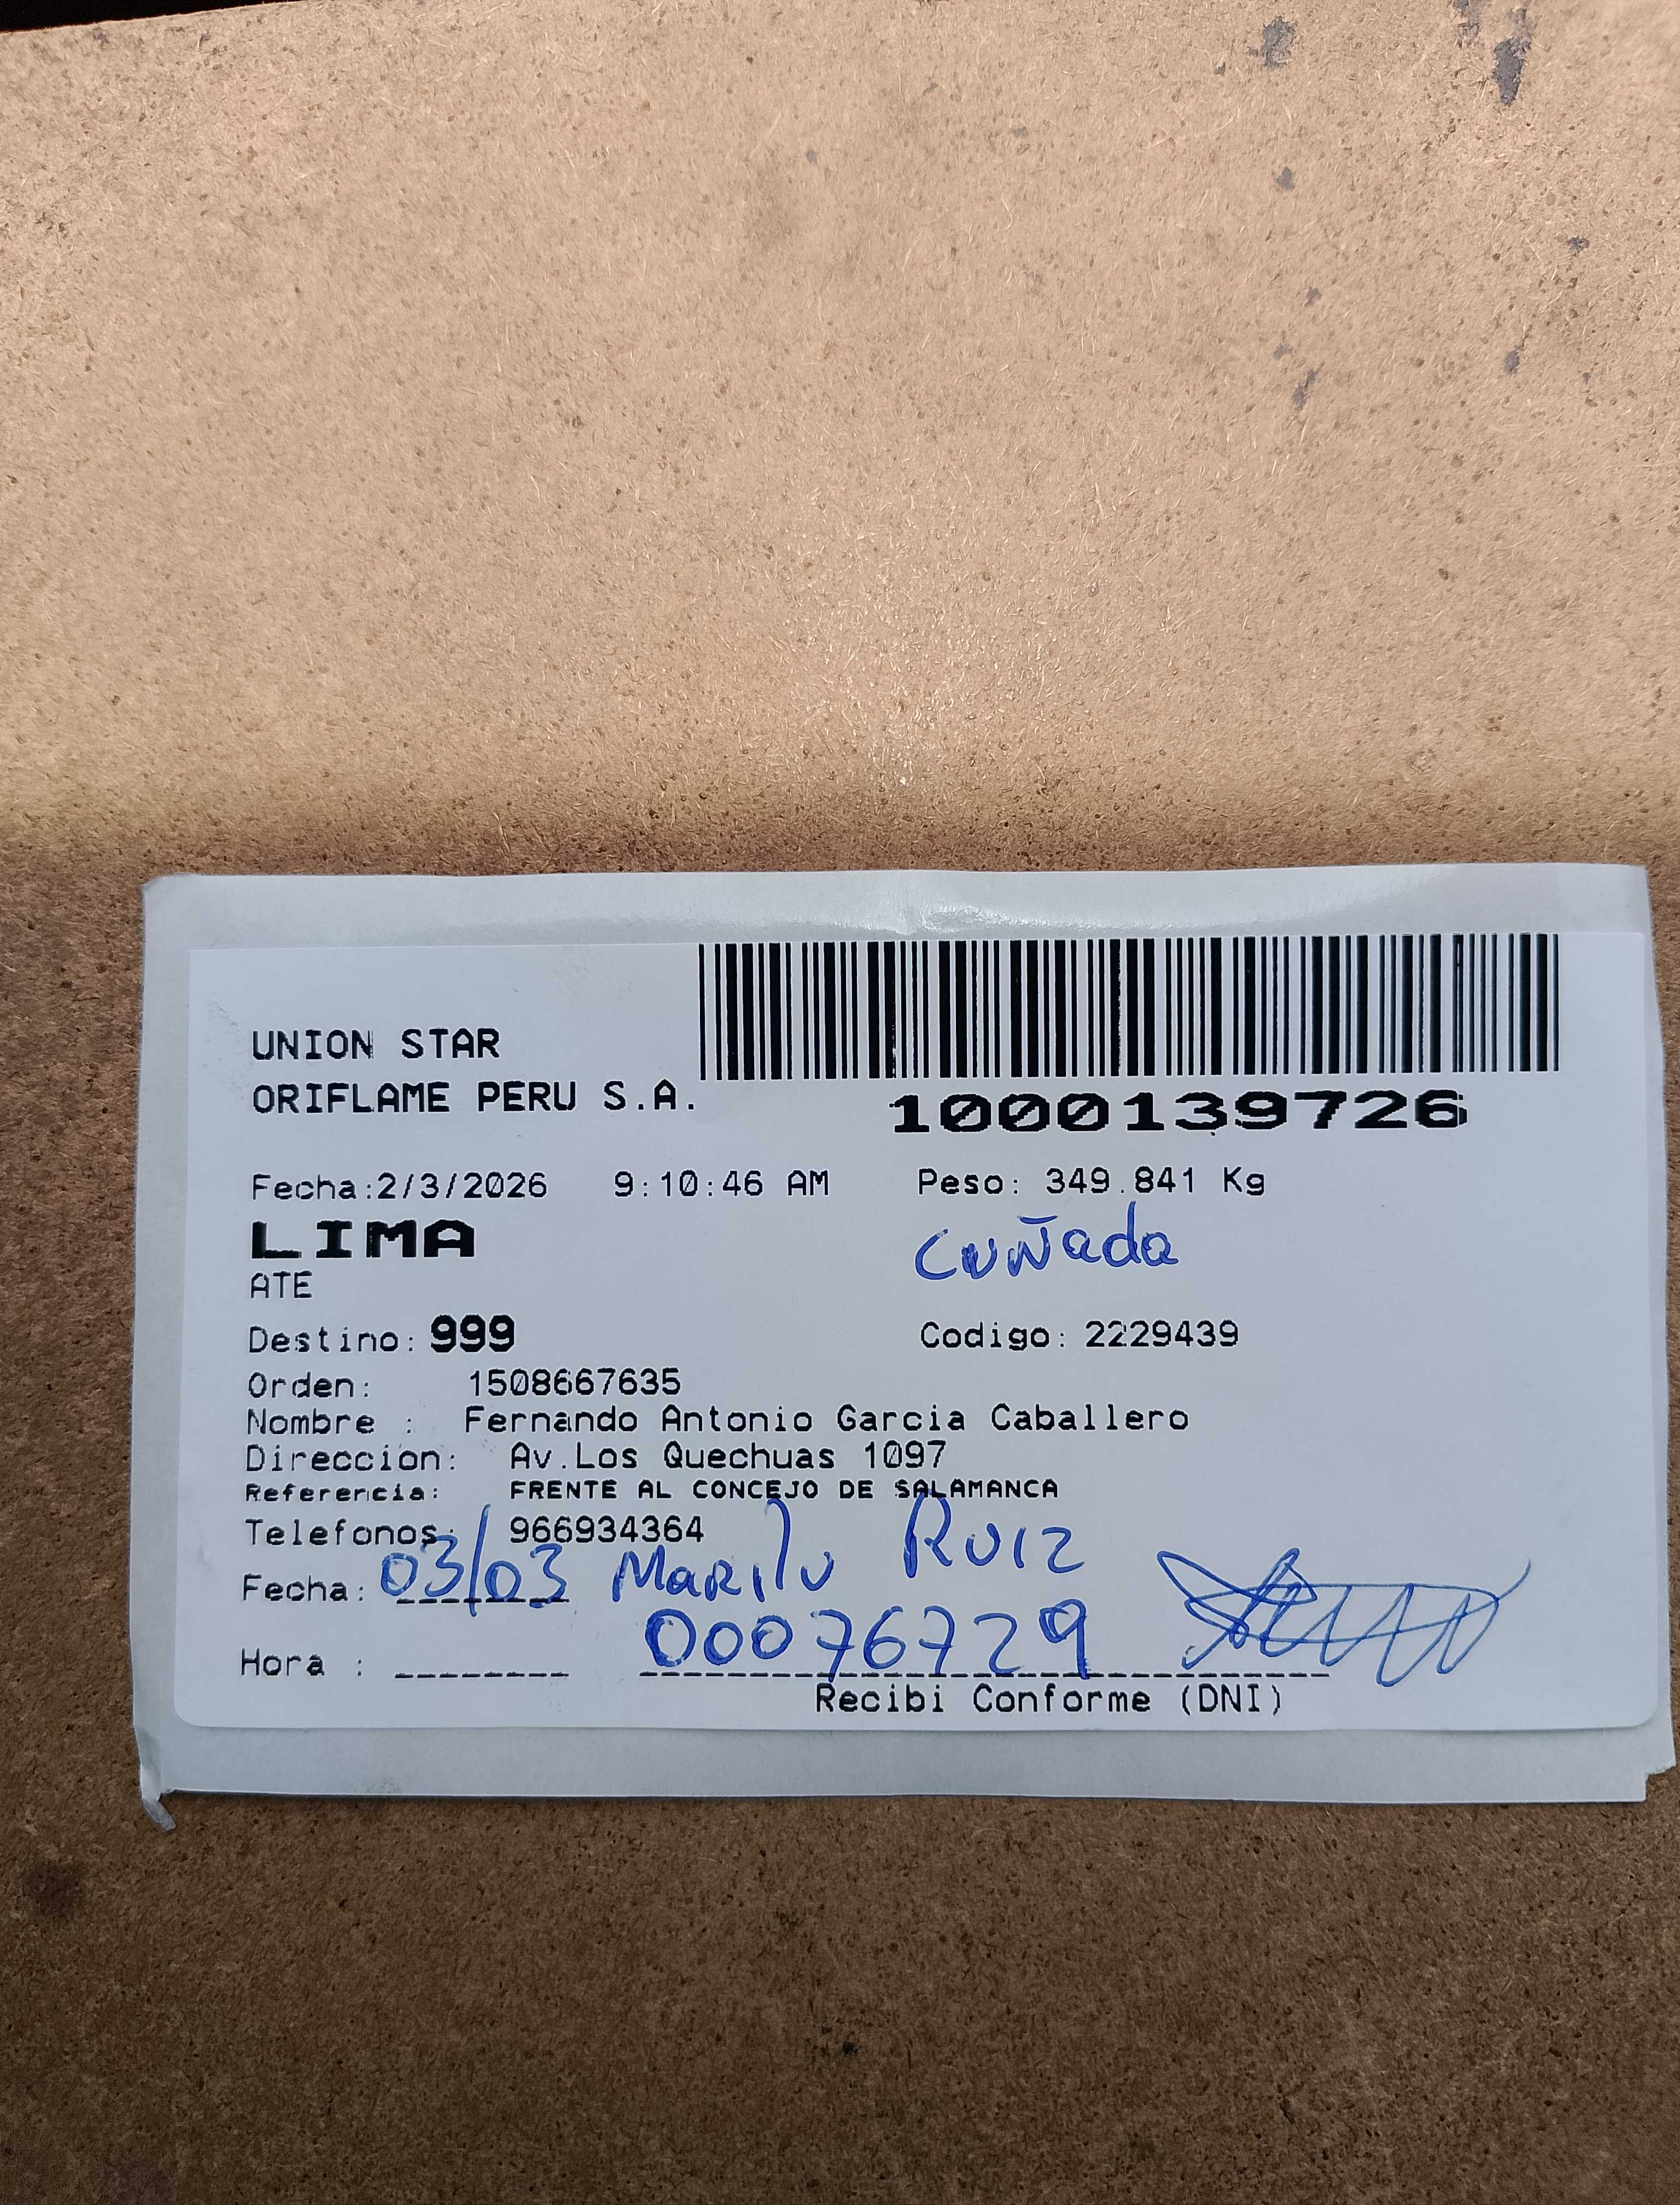 UNION STAR
ORIFLAME PERU S.A.
1000139726
Fecha:2/3/2026 9:10:46 AM Peso: 349.841 Kg
LIMA
Cuñada
ATE
Destino: 999 Codigo: 2229439
Orden: 1508667635
Nombre : Fernando Antonio Garcia Caballero
Direccion: Av.Los Quechuas 1097
Referencia: FRENTE AL CONCEJO DE SALAMANCA
Telefonos: 966934364
Fecha: 03/03 Marilu Ruiz
00076729
Hora :
Recibi Conforme (DNI)